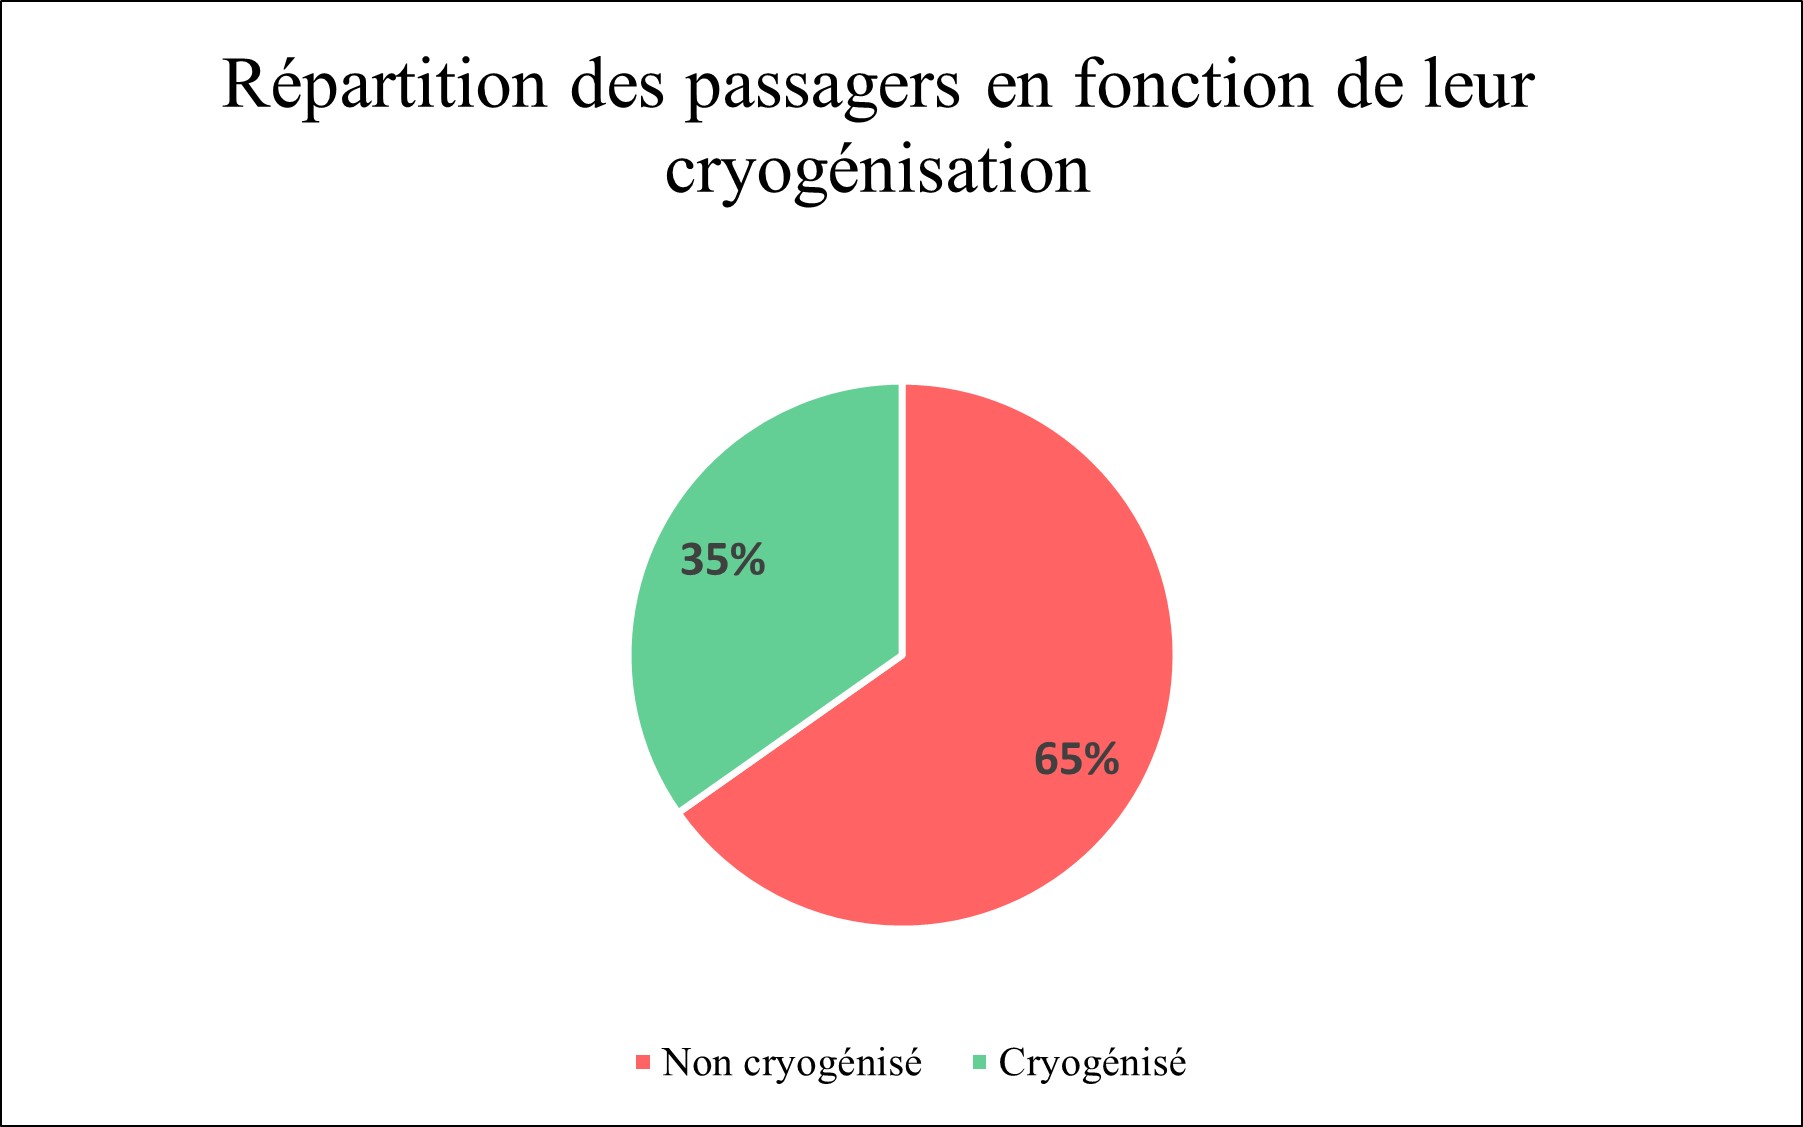 Répartition des passagers en fonction de leur
cryogénisation
35%
65%
Non cryogénisé Cryogénisé